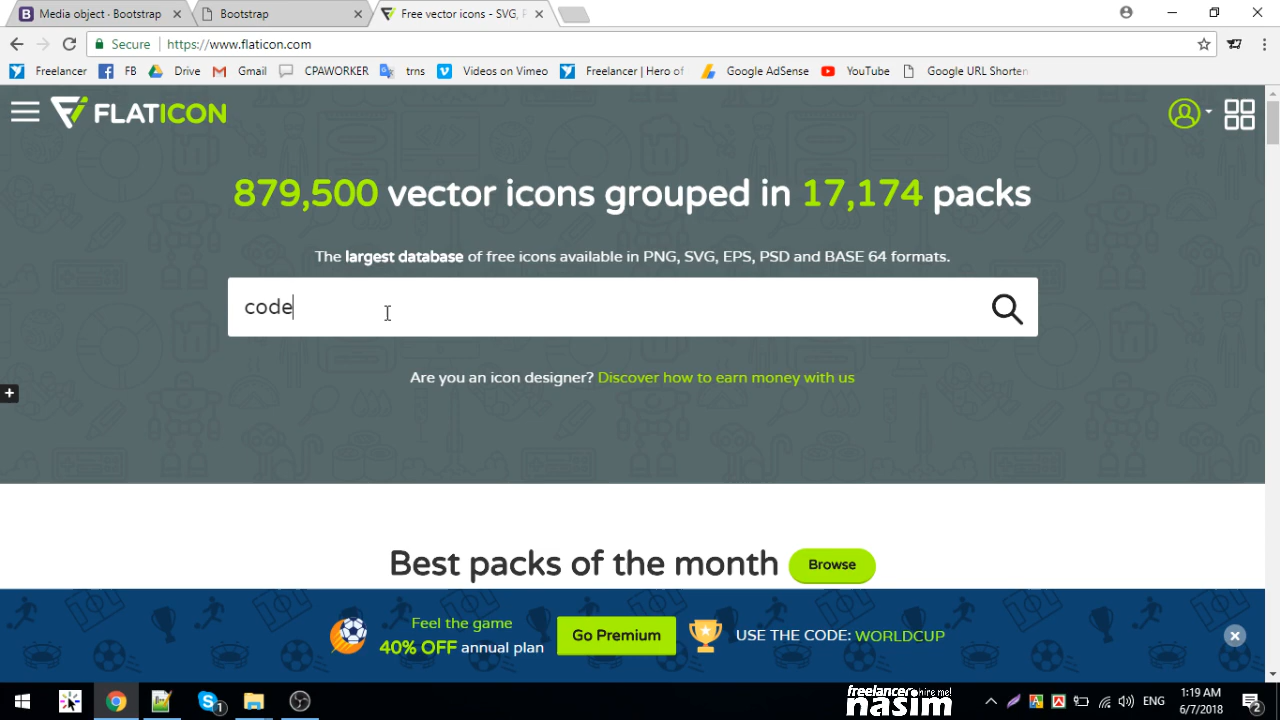 Media object · Bootstrap
Bootstrap
Free vector icons - SVG, P
Secure
https://www.flaticon.com
Freelancer
FB
Drive
Gmail
CPAWORKER
trns
Videos on Vimeo
Freelancer | Hero of
Google AdSense
YouTube
Google URL Shorten
FLATICON
879,500 vector icons grouped in 17,174 packs
The largest database of free icons available in PNG, SVG, EPS, PSD and BASE 64 formats.
code
Are you an icon designer? Discover how to earn money with us
Best packs of the month
Browse
Feel the game
40% OFF annual plan
Go Premium
USE THE CODE: WORLDCUP
freelancer hire me!
nasim
ENG
1:19 AM
6/7/2018